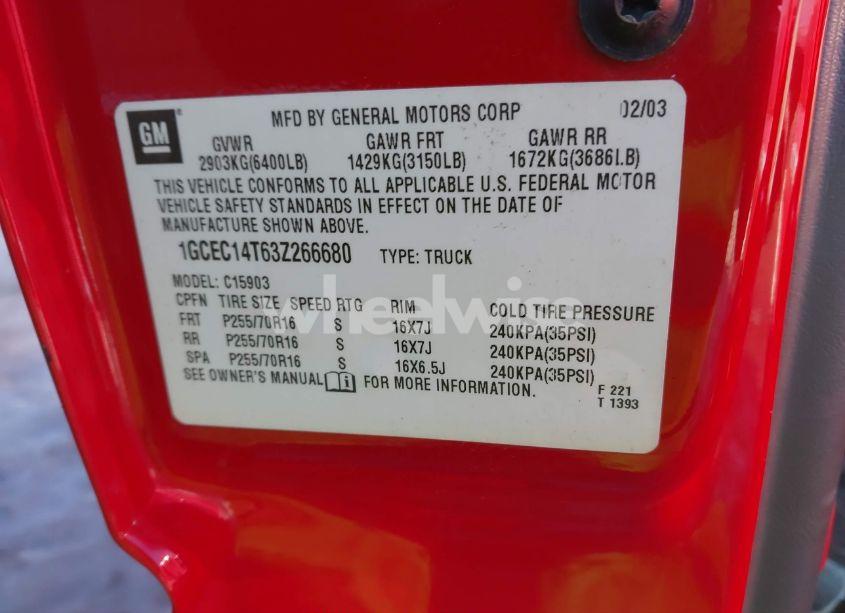 GM
MFD BY GENERAL MOTORS CORP 02/03
GVWR GAWR FRT GAWR RR
2903KG(6400LB) 1429KG(3150LB) 1672KG(3686LB)
THIS VEHICLE CONFORMS TO ALL APPLICABLE U.S. FEDERAL MOTOR
VEHICLE SAFETY STANDARDS IN EFFECT ON THE DATE OF
MANUFACTURE SHOWN ABOVE.
1GCEC14T63Z266680 TYPE: TRUCK
MODEL: C15903
CPFN TIRE SIZE SPEED RTG RIM COLD TIRE PRESSURE
FRT P255/70R16 S 16X7J 240KPA(35PSI)
RR P255/70R16 S 16X7J 240KPA(35PSI)
SPA P255/70R16 S 16X6.5J 240KPA(35PSI)
SEE OWNER'S MANUAL i FOR MORE INFORMATION.
F 221
T 1393